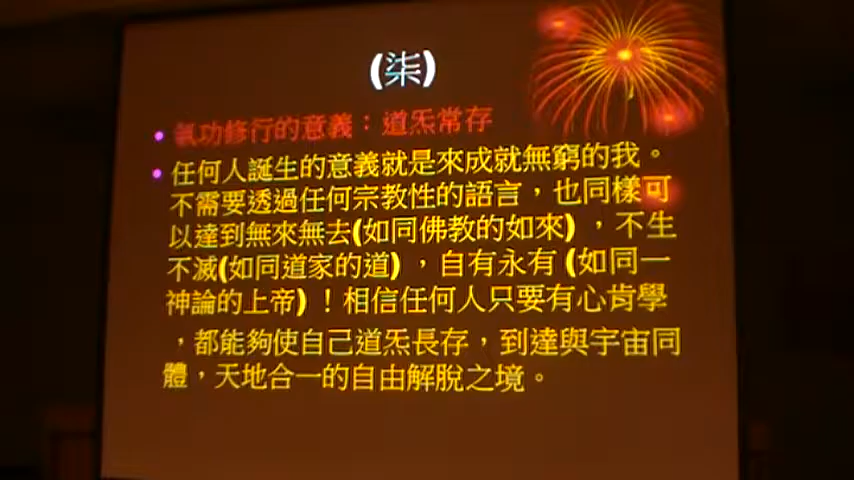 (柒)
• 氣功修行的意義：道炁常存
• 任何人誕生的意義就是來成就無窮的我。
不需要透過任何宗教性的語言，也同樣可
以達到無來無去(如同佛教的如來)，不生
不滅(如同道家的道)，自有永有(如同一
神論的上帝)！相信任何人只要有心肯學
，都能夠使自己道炁長存，到達與宇宙同
體，天地合一的自由解脫之境。